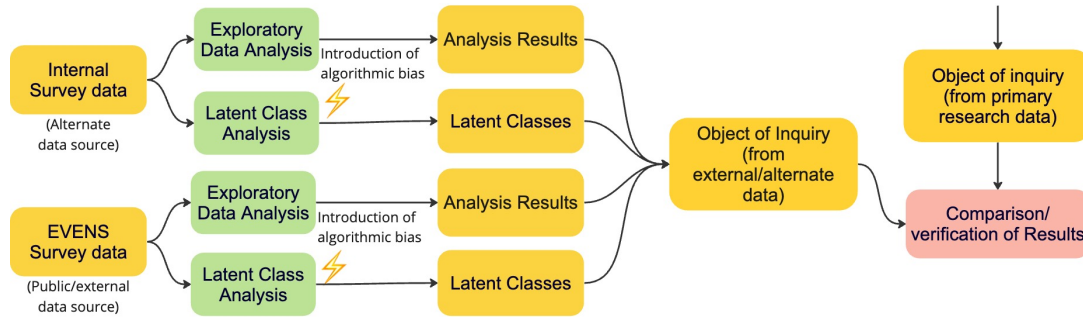 Internal
Survey data
(Alternate
data source)
Exploratory
Data Analysis
Introduction of
algorithmic bias
Analysis Results
Latent Class
Analysis
Latent Classes
EVENS
Survey data
(Public/external
data source)
Exploratory
Data Analysis
Introduction of
algorithmic bias
Analysis Results
Latent Class
Analysis
Latent Classes
Object of Inquiry
(from
external/alternate
data)
Object of inquiry
(from primary
research data)
Comparison/
verification of Results